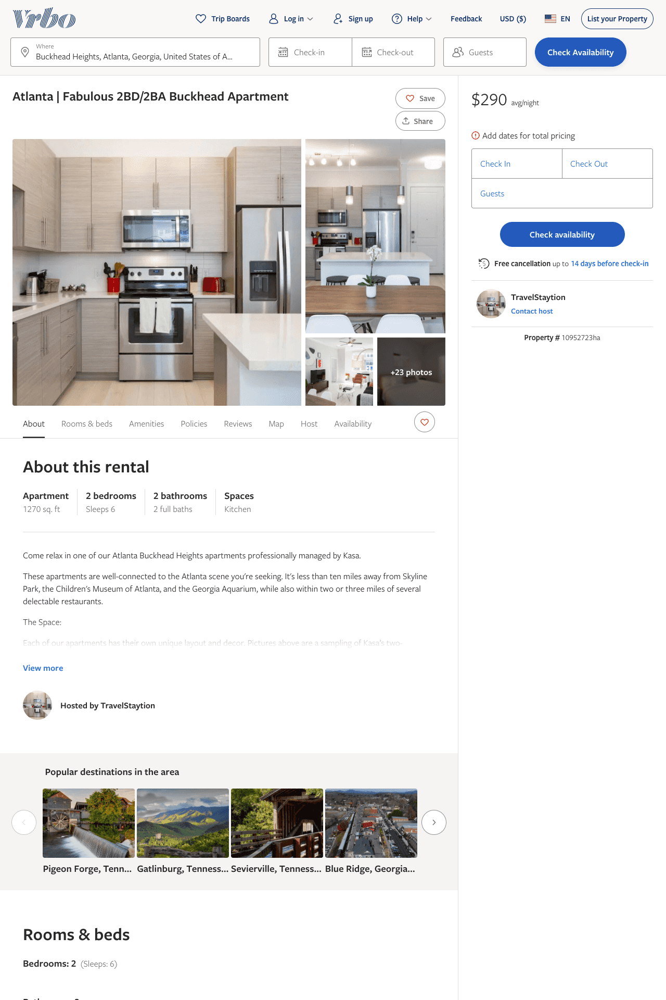 Vrbo
Trip Boards
Log in
Sign up
Help
Feedback
USD ($)
EN
List your Property
Where
Buckhead Heights, Atlanta, Georgia, United States of A...
Check-in
Check-out
Guests
Check Availability
Atlanta | Fabulous 2BD/2BA Buckhead Apartment
Save
Share
+23 photos
$290 avg/night
Add dates for total pricing
Check In
Check Out
Guests
Check availability
Free cancellation up to 14 days before check-in
TravelStaytion
Contact host
Property # 10952723ha
About
Rooms & beds
Amenities
Policies
Reviews
Map
Host
Availability
About this rental
Apartment
1270 sq. ft
2 bedrooms
Sleeps 6
2 bathrooms
2 full baths
Spaces
Kitchen
Come relax in one of our Atlanta Buckhead Heights apartments professionally managed by Kasa.
These apartments are well-connected to the Atlanta scene you're seeking. It's less than ten miles away from Skyline
Park, the Children's Museum of Atlanta, and the Georgia Aquarium, while also within two or three miles of several
delectable restaurants.
The Space:
Each of our apartments has their own unique layout and decor. Pictures above are a sampling of Kasa's two-
View more
Hosted by TravelStaytion
Popular destinations in the area
Pigeon Forge, Tenn...
Gatlinburg, Tenness...
Sevierville, Tenness...
Blue Ridge, Georgia...
Rooms & beds
Bedrooms: 2 (Sleeps: 6)